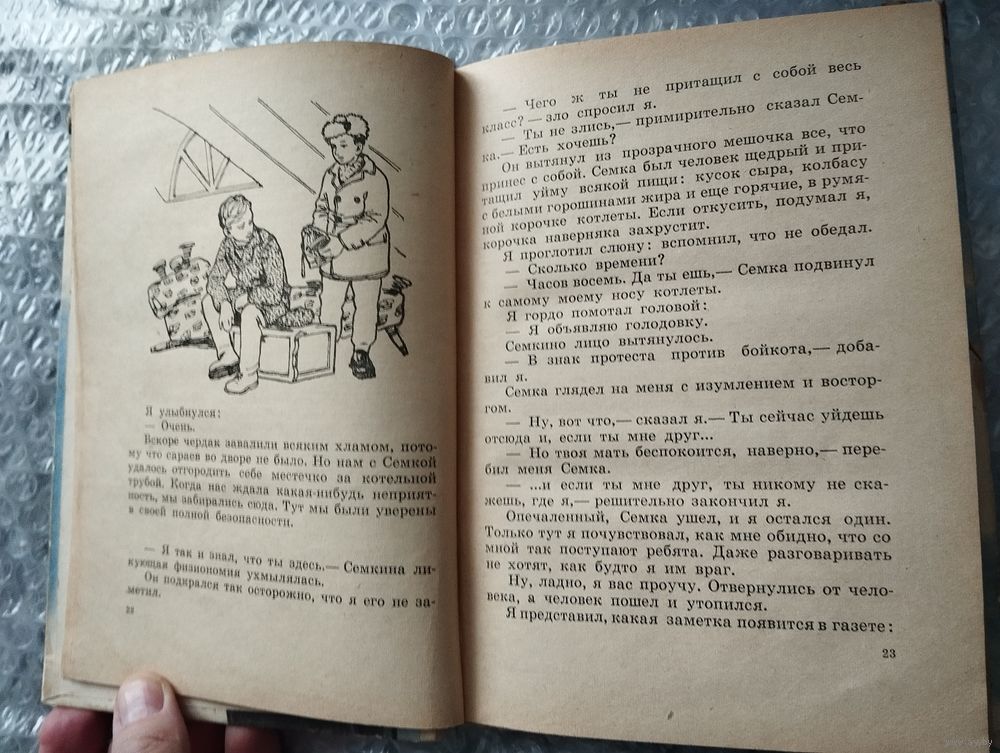 Я улыбнулся:
— Очень.
Вскоре чердак завалили всяким хламом, пото-
му что сараев во дворе не было. Но нам с Семкой
удалось отгородить себе местечко за котельной
трубой. Когда нас ждала какая-нибудь неприят-
ность, мы забирались сюда. Тут мы были уверены
в своей полной безопасности.
— Я так и знал, что ты здесь,— Семкина ли-
кующая физиономия ухмылялась.
Он подкрался так осторожно, что я его не за-
метил.
22
— Чего ж ты не притащил с собой весь
класс? — зло спросил я.
— Ты не злись,— примирительно сказал Сем-
ка.— Есть хочешь?
Он вытянул из прозрачного мешочка все, что
принес с собой. Семка был человек щедрый и при-
тащил уйму всякой пищи: кусок сыра, колбасу
с белыми горошинами жира и еще горячие, в румя-
ной корочке котлеты. Если откусить, подумал я,
корочка наверняка захрустит.
Я проглотил слюну: вспомнил, что не обедал.
— Сколько времени?
— Часов восемь. Да ты ешь,— Семка подвинул
к самому моему носу котлеты.
Я гордо помотал головой:
— Я объявляю голодовку.
Семкино лицо вытянулось.
— В знак протеста против бойкота,— доба-
вил я.
Семка глядел на меня с изумлением и востор-
гом.
— Ну, вот что,— сказал я.— Ты сейчас уйдешь
отсюда и, если ты мне друг...
— Но твоя мать беспокоится, наверно,— пере-
бил меня Семка.
— ...и если ты мне друг, ты никому не ска-
жешь, где я,— решительно закончил я.
Опечаленный, Семка ушел, и я остался один.
Только тут я почувствовал, как мне обидно, что со
мной так поступают ребята. Даже разговаривать
не хотят, как будто я им враг.
Ну, ладно, я вас проучу. Отвернулись от чело-
века, а человек пошел и утопился.
Я представил, какая заметка появится в газете:
23